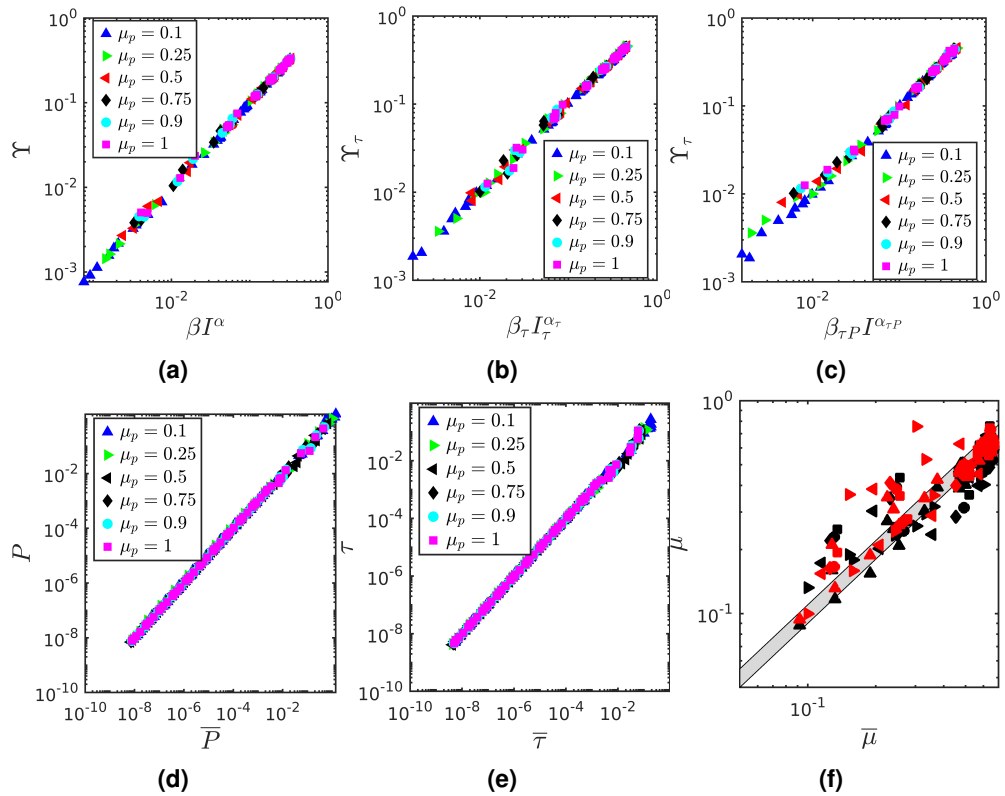 10^0
10^-1
10^-2
10^-3
ϒ
μ_p = 0.1
μ_p = 0.25
μ_p = 0.5
μ_p = 0.75
μ_p = 0.9
μ_p = 1
10^-2
10^0
βI^α
(a)
10^0
10^-1
10^-2
10^-3
ϒ_τ
μ_p = 0.1
μ_p = 0.25
μ_p = 0.5
μ_p = 0.75
μ_p = 0.9
μ_p = 1
10^-2
10^0
β_τ I_τ^{α_τ}
(b)
10^0
10^-1
10^-2
10^-3
ϒ_τ
μ_p = 0.1
μ_p = 0.25
μ_p = 0.5
μ_p = 0.75
μ_p = 0.9
μ_p = 1
10^-2
10^0
β_{τP} I^{α_{τP}}
(c)
10^-2
10^-4
10^-6
10^-8
10^-10
P
μ_p = 0.1
μ_p = 0.25
μ_p = 0.5
μ_p = 0.75
μ_p = 0.9
μ_p = 1
10^-10 10^-8 10^-6 10^-4 10^-2
P̅
(d)
10^-2
10^-4
10^-6
10^-8
10^-10
τ
μ_p = 0.1
μ_p = 0.25
μ_p = 0.5
μ_p = 0.75
μ_p = 0.9
μ_p = 1
10^-10 10^-8 10^-6 10^-4 10^-2
τ̅
(e)
10^0
10^-1
μ
10^-1
μ̅
(f)